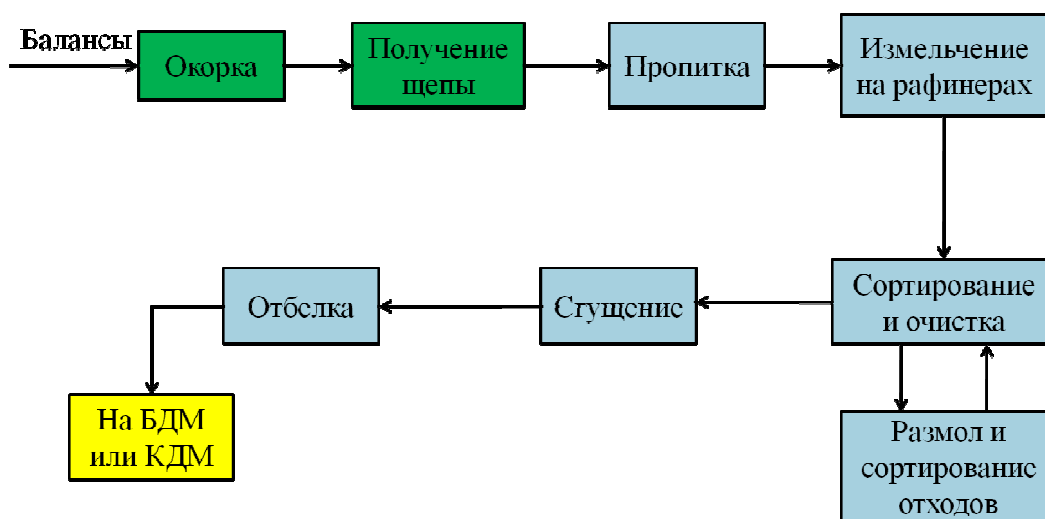 Балансы
Окорка
Получение
щепы
Пропитка
Измельчение
на рафинерах
Сортирование
и очистка
Сгущение
Отбелка
На БДМ
или КДМ
Размол и
сортирование
отходов